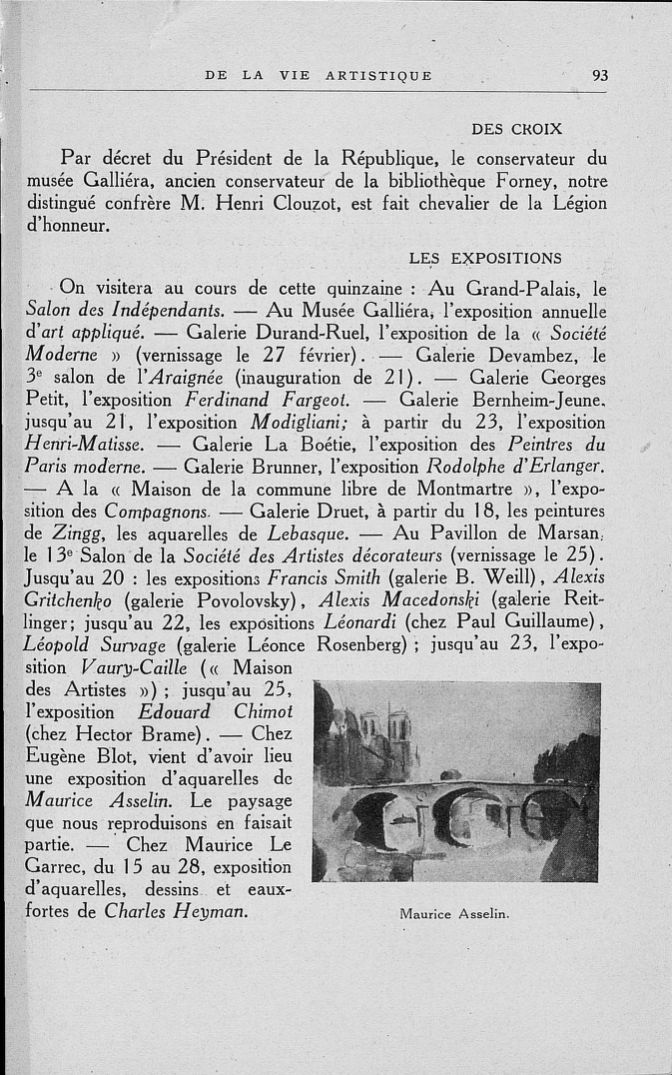 DE LA VIE ARTISTIQUE 93
DES CROIX
Par décret du Président de la République, le conservateur du
musée Galliéra, ancien conservateur de la bibliothèque Forney, notre
distingué confrère M. Henri Clouzot, est fait chevalier de la Légion
d'honneur.
LES EXPOSITIONS
On visitera au cours de cette quinzaine : Au Grand-Palais, le
Salon des Indépendants. — Au Musée Galliéra, l'exposition annuelle
d'art appliqué. — Galerie Durand-Ruel, l'exposition de la « Société
Moderne » (vernissage le 27 février). — Galerie Devambez, le
3e salon de l'Araignée (inauguration de 21). — Galerie Georges
Petit, l'exposition Ferdinand Fargeot. — Galerie Bernheim-Jeune.
jusqu'au 21, l'exposition Modigliani; à partir du 23, l'exposition
Henri-Matisse. — Galerie La Boétie, l'exposition des Peintres du
Paris moderne. — Galerie Brunner, l'exposition Rodolphe d'Erlanger.
— A la « Maison de la commune libre de Montmartre », l'expo-
sition des Compagnons. — Galerie Druet, à partir du 18, les peintures
de Zingg, les aquarelles de Lebasque. — Au Pavillon de Marsan,
le 13e Salon de la Société des Artistes décorateurs (vernissage le 25).
Jusqu'au 20 : les expositions Francis Smith (galerie B. Weill), Alexis
Gritchenko (galerie Povolovsky), Alexis Macedonski (galerie Reit-
linger; jusqu'au 22, les expositions Léonardi (chez Paul Guillaume),
Léopold Survage (galerie Léonce Rosenberg) ; jusqu'au 23, l'expo-
sition Vaury-Caille (« Maison
des Artistes ») ; jusqu'au 25,
l'exposition Edouard Chimot
(chez Hector Brame). — Chez
Eugène Blot, vient d'avoir lieu
une exposition d'aquarelles de
Maurice Asselin. Le paysage
que nous reproduisons en faisait
partie. — Chez Maurice Le
Garrec, du 15 au 28, exposition
d'aquarelles, dessins et eaux-
fortes de Charles Heyman.
Maurice Asselin.